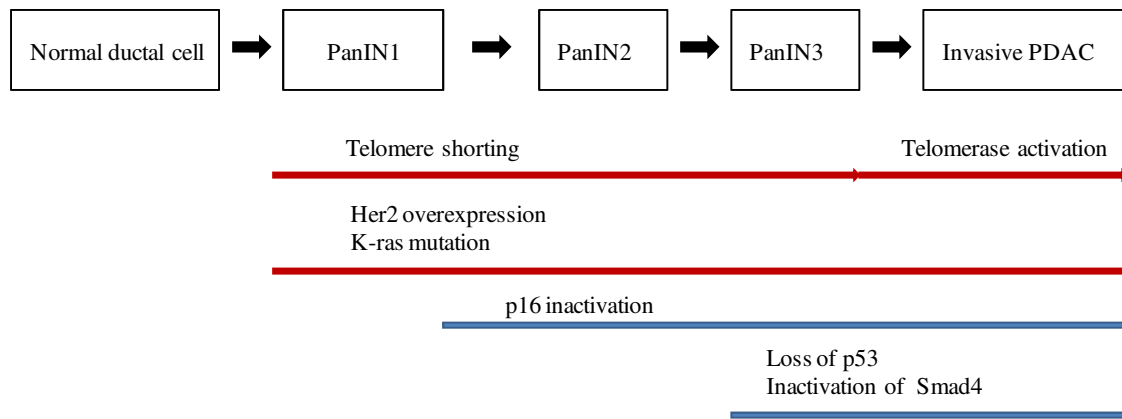 Normal ductal cell
PanIN1
PanIN2
PanIN3
Invasive PDAC
Telomere shorting
Telomerase activation
Her2 overexpression
K-ras mutation
p16 inactivation
Loss of p53
Inactivation of Smad4